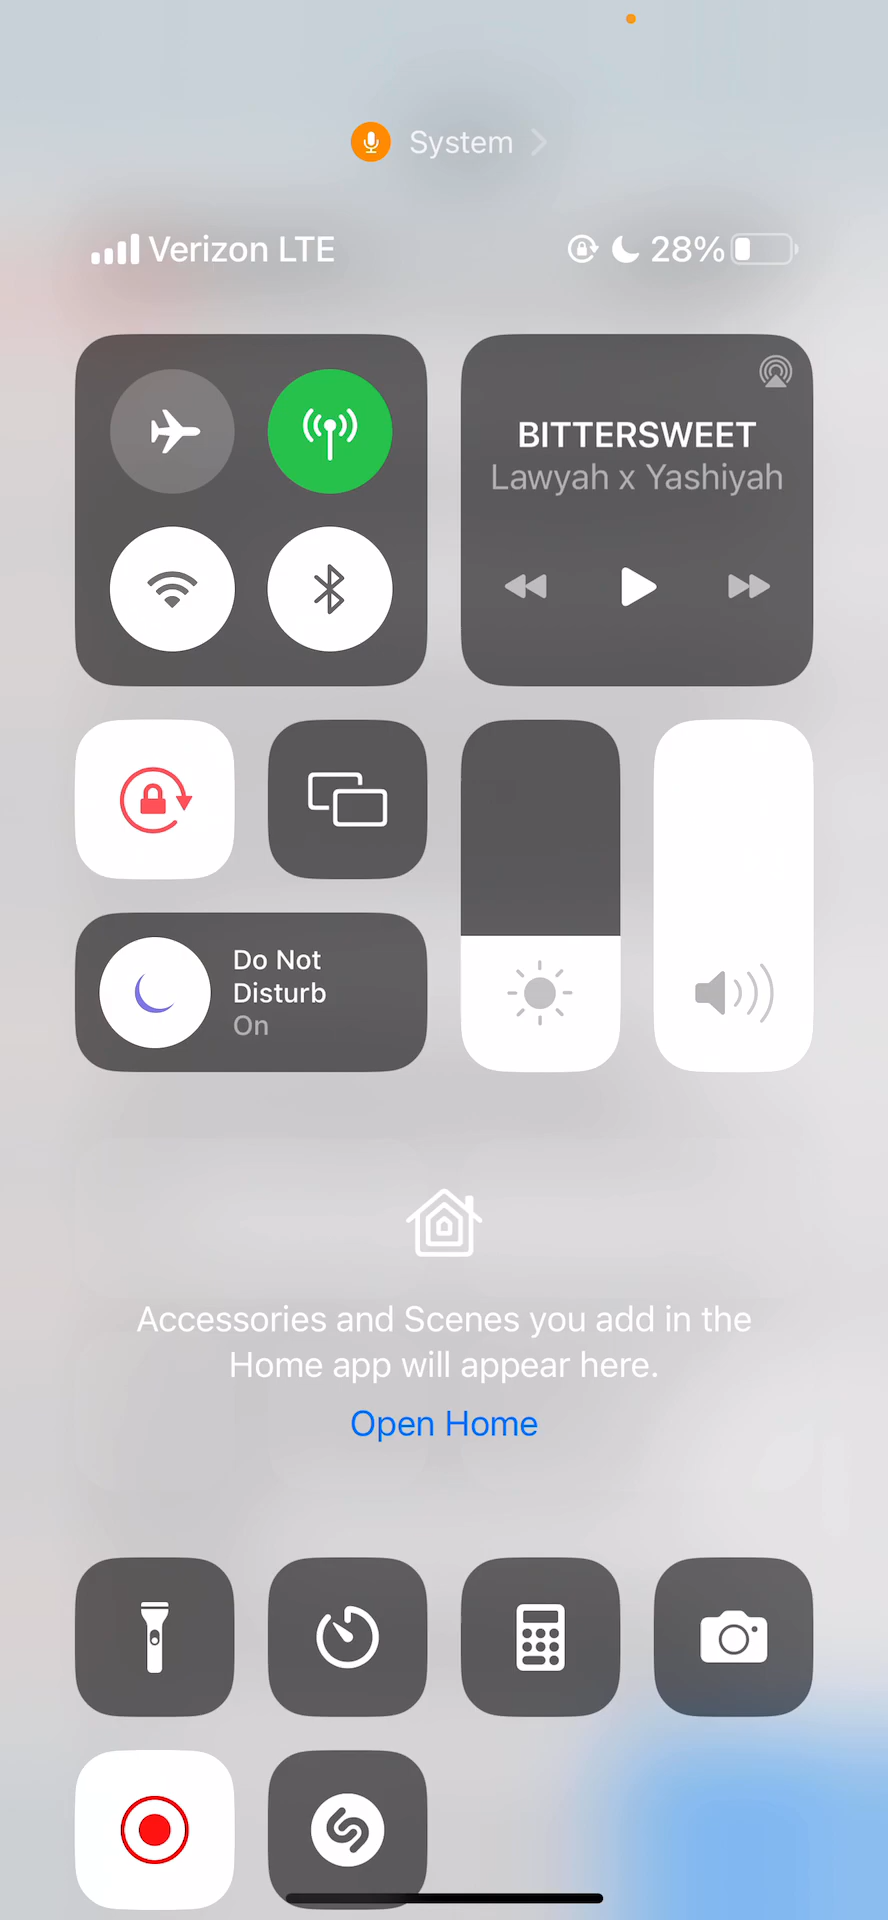 System
Verizon LTE
28%
BITTERSWEET
Lawyah x Yashiyah
Do Not
Disturb
On
Accessories and Scenes you add in the
Home app will appear here.
Open Home